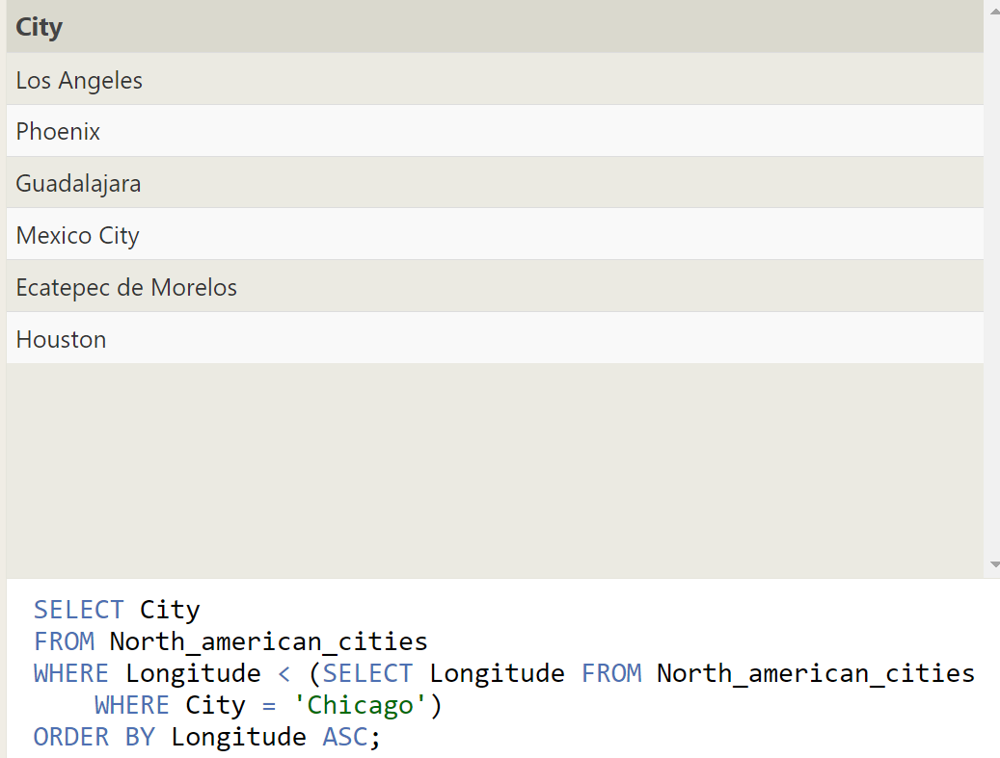 City
Los Angeles
Phoenix
Guadalajara
Mexico City
Ecatepec de Morelos
Houston
SELECT City
FROM North_american_cities
WHERE Longitude < (SELECT Longitude FROM North_american_cities
    WHERE City = 'Chicago')
ORDER BY Longitude ASC;